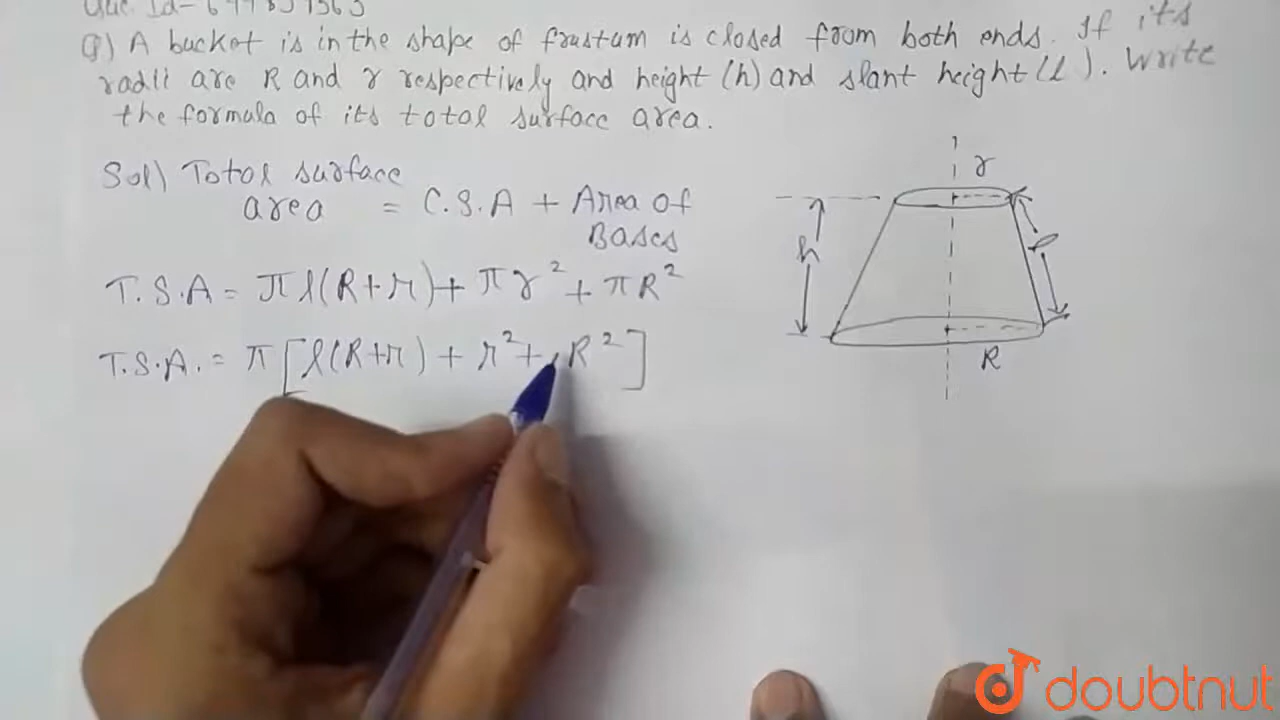 Que. Id-
Q) A bucket is in the shape of frustum is closed from both ends. If its
radii are R and r respectively and height (h) and slant height (l). Write
the formula of its total surface area.
Sol) Total surface
area = C.S.A + Area of
Bases
T.S.A = πl(R+r) + πr² + πR²
T.S.A. = π[l(R+r) + r² + R²]
r
h
l
R
doubtnut